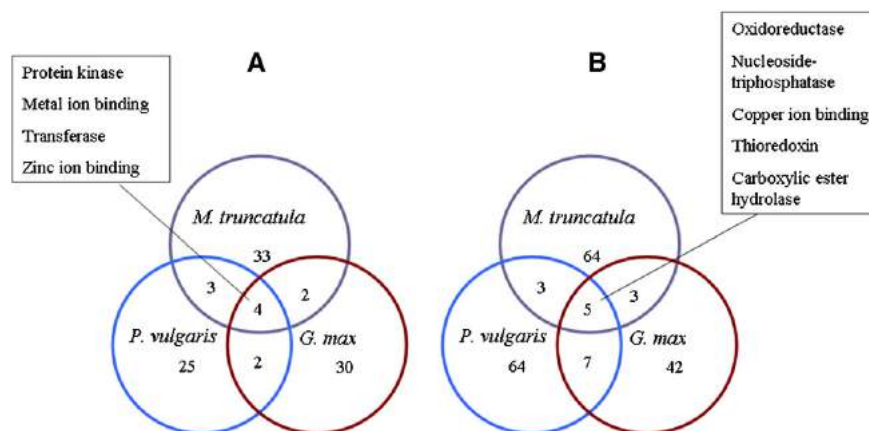 A
Protein kinase
Metal ion binding
Transferase
Zinc ion binding
M. truncatula
33
3
4
2
P. vulgaris
G. max
25
2
30
B
Oxidoreductase
Nucleoside-
triphosphatase
Copper ion binding
Thioredoxin
Carboxylic ester
hydrolase
M. truncatula
64
3
5
3
P. vulgaris
G. max
64
7
42